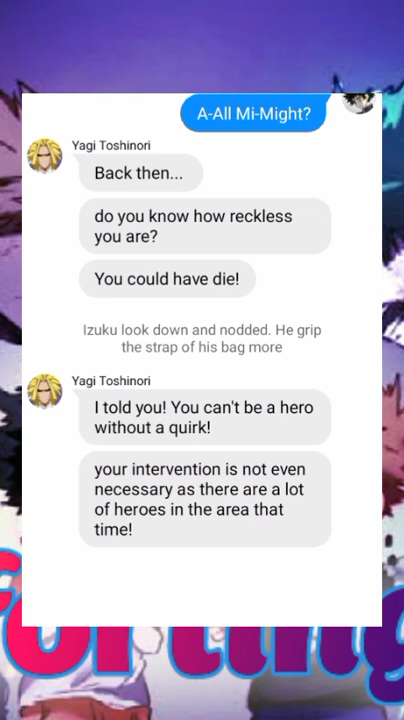 A-All Mi-Might?
Yagi Toshinori
Back then...
do you know how reckless
you are?
You could have die!
Izuku look down and nodded. He grip
the strap of his bag more
Yagi Toshinori
I told you! You can't be a hero
without a quirk!
your intervention is not even
necessary as there are a lot
of heroes in the area that
time!